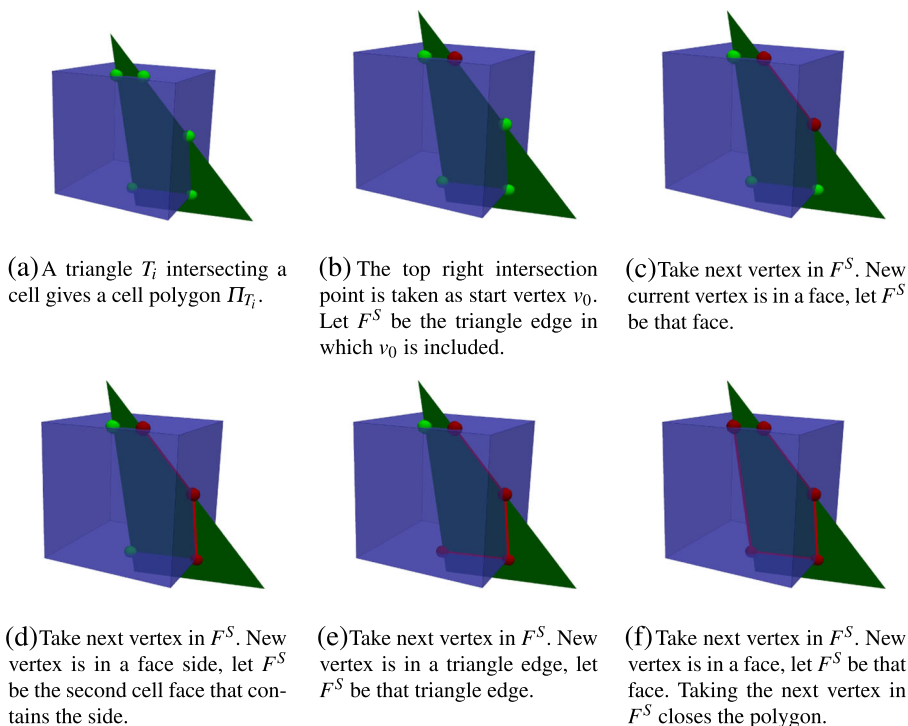 (a) A triangle T_i intersecting a
cell gives a cell polygon Π_{T_i}.
(b) The top right intersection
point is taken as start vertex v_0.
Let F^S be the triangle edge in
which v_0 is included.
(c) Take next vertex in F^S. New
current vertex is in a face, let F^S
be that face.
(d) Take next vertex in F^S. New
vertex is in a face side, let F^S
be the second cell face that con-
tains the side.
(e) Take next vertex in F^S. New
vertex is in a triangle edge, let
F^S be that triangle edge.
(f) Take next vertex in F^S. New
vertex is in a face, let F^S be that
face. Taking the next vertex in
F^S closes the polygon.